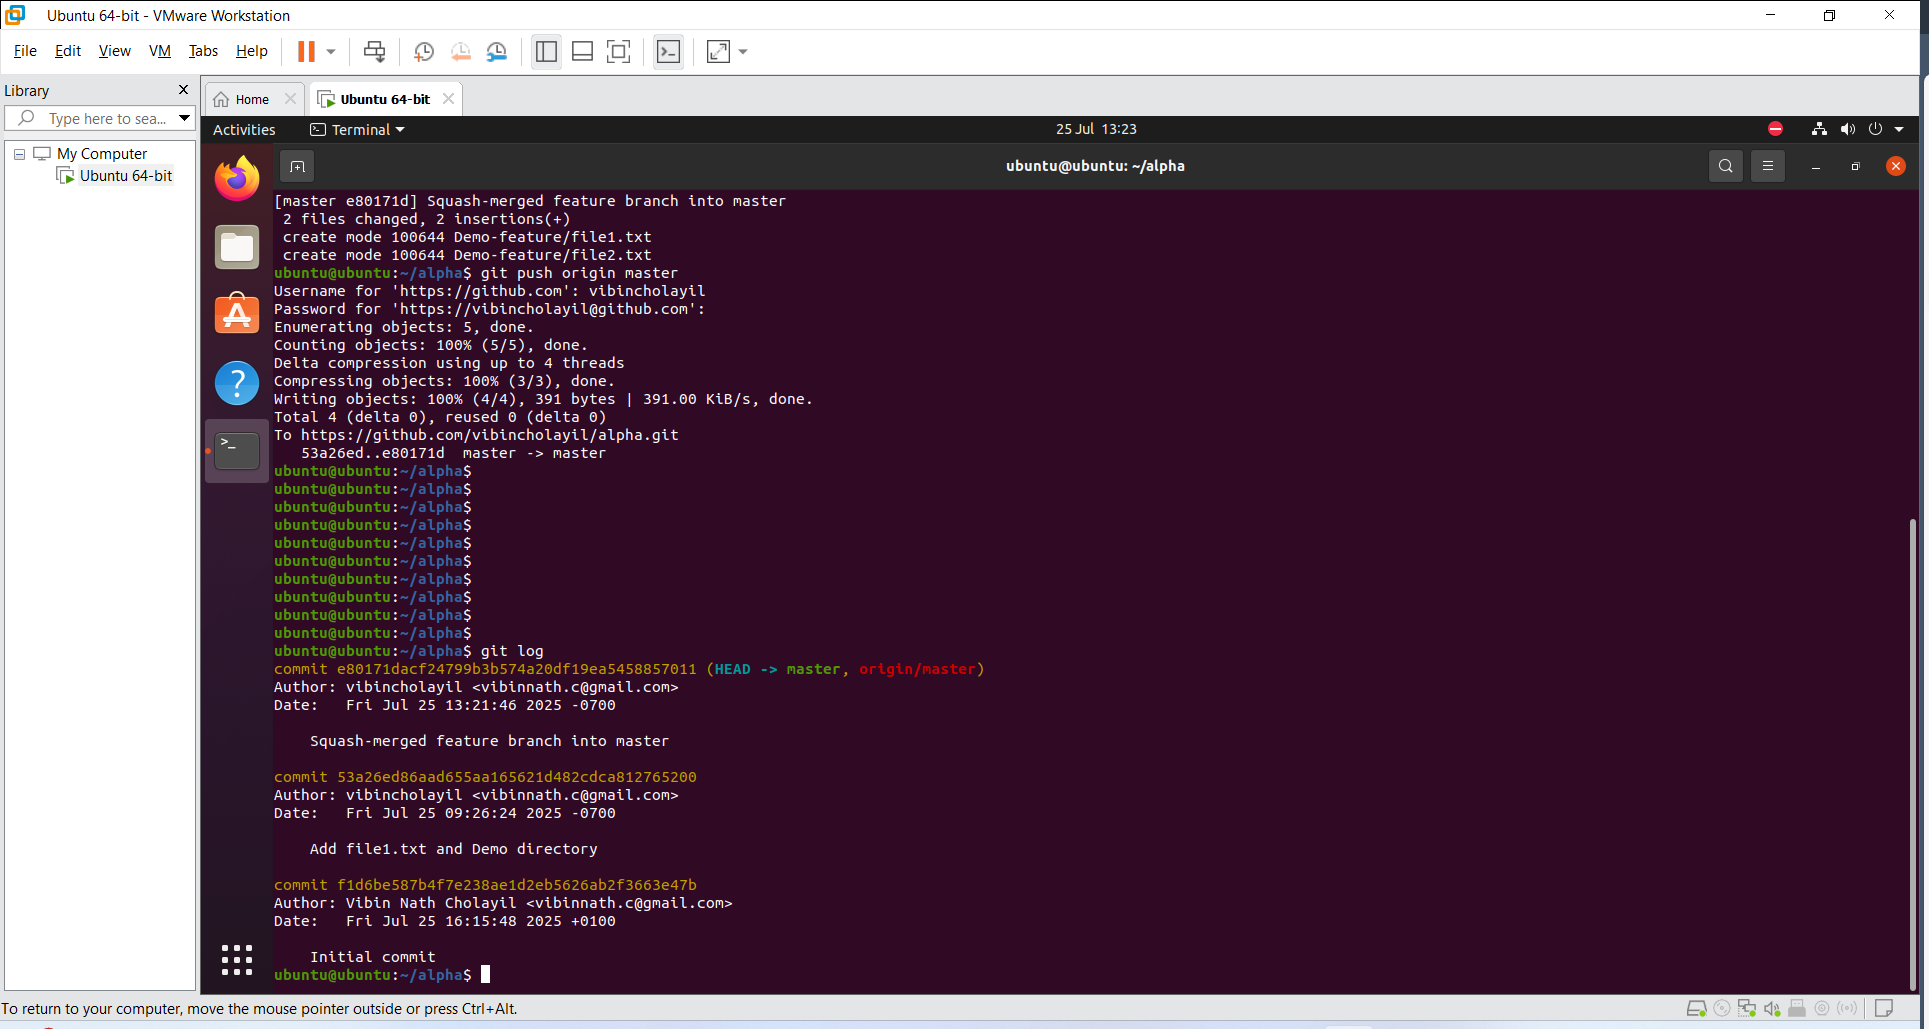 Ubuntu 64-bit - VMware Workstation
File Edit View VM Tabs Help
Library
Type here to sea...
My Computer
Ubuntu 64-bit
Home
Ubuntu 64-bit
Activities
Terminal
25 Jul 13:23
ubuntu@ubuntu: ~/alpha
[master e80171d] Squash-merged feature branch into master
2 files changed, 2 insertions(+)
create mode 100644 Demo-feature/file1.txt
create mode 100644 Demo-feature/file2.txt
ubuntu@ubuntu:~/alpha$ git push origin master
Username for 'https://github.com': vibincholayil
Password for 'https://vibincholayil@github.com':
Enumerating objects: 5, done.
Counting objects: 100% (5/5), done.
Delta compression using up to 4 threads
Compressing objects: 100% (3/3), done.
Writing objects: 100% (4/4), 391 bytes | 391.00 KiB/s, done.
Total 4 (delta 0), reused 0 (delta 0)
To https://github.com/vibincholayil/alpha.git
53a26ed..e80171d  master -> master
ubuntu@ubuntu:~/alpha$
ubuntu@ubuntu:~/alpha$
ubuntu@ubuntu:~/alpha$
ubuntu@ubuntu:~/alpha$
ubuntu@ubuntu:~/alpha$
ubuntu@ubuntu:~/alpha$
ubuntu@ubuntu:~/alpha$
ubuntu@ubuntu:~/alpha$
ubuntu@ubuntu:~/alpha$
ubuntu@ubuntu:~/alpha$
ubuntu@ubuntu:~/alpha$ git log
commit e80171dacf24799b3b574a20df19ea5458857011 (HEAD -> master, origin/master)
Author: vibincholayil <vibinnath.c@gmail.com>
Date:   Fri Jul 25 13:21:46 2025 -0700
Squash-merged feature branch into master
commit 53a26ed86aad655aa165621d482cdca812765200
Author: vibincholayil <vibinnath.c@gmail.com>
Date:   Fri Jul 25 09:26:24 2025 -0700
Add file1.txt and Demo directory
commit f1d6be587b4f7e238ae1d2eb5626ab2f3663e47b
Author: Vibin Nath Cholayil <vibinnath.c@gmail.com>
Date:   Fri Jul 25 16:15:48 2025 +0100
Initial commit
ubuntu@ubuntu:~/alpha$
To return to your computer, move the mouse pointer outside or press Ctrl+Alt.